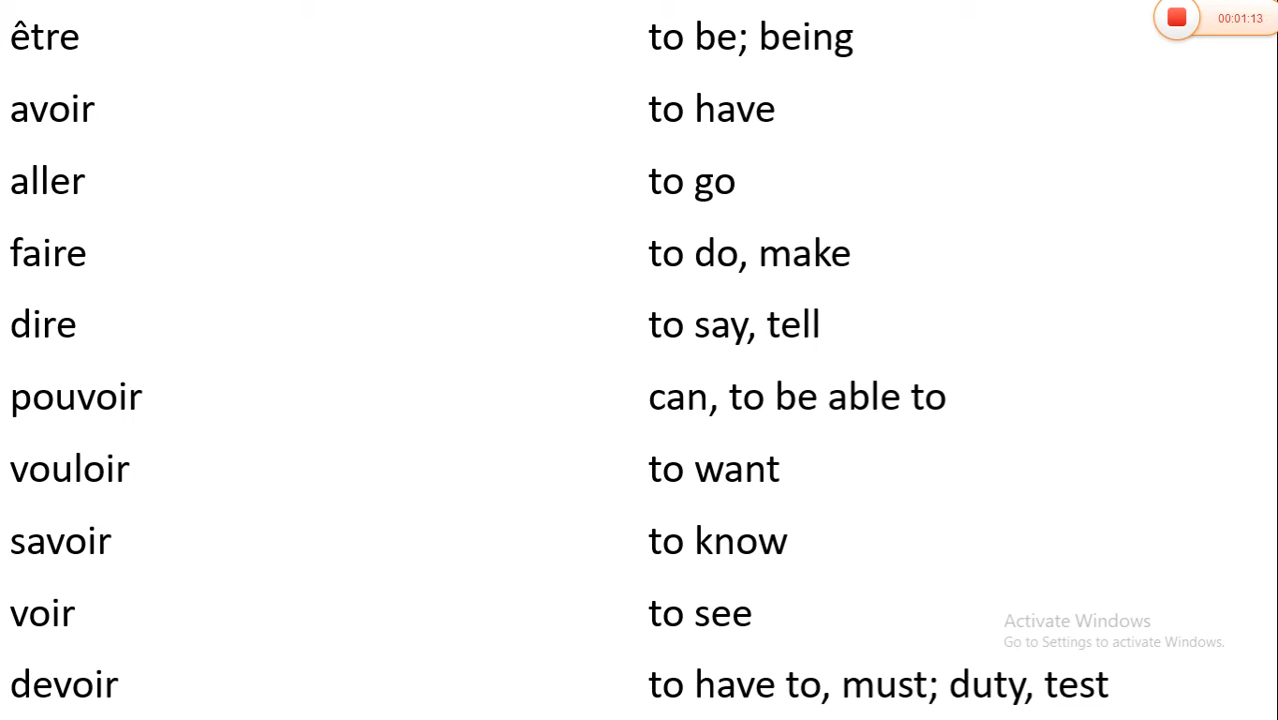 00:01:13
être to be; being
avoir to have
aller to go
faire to do, make
dire to say, tell
pouvoir can, to be able to
vouloir to want
savoir to know
voir to see
Activate Windows
Go to Settings to activate Windows.
devoir to have to, must; duty, test